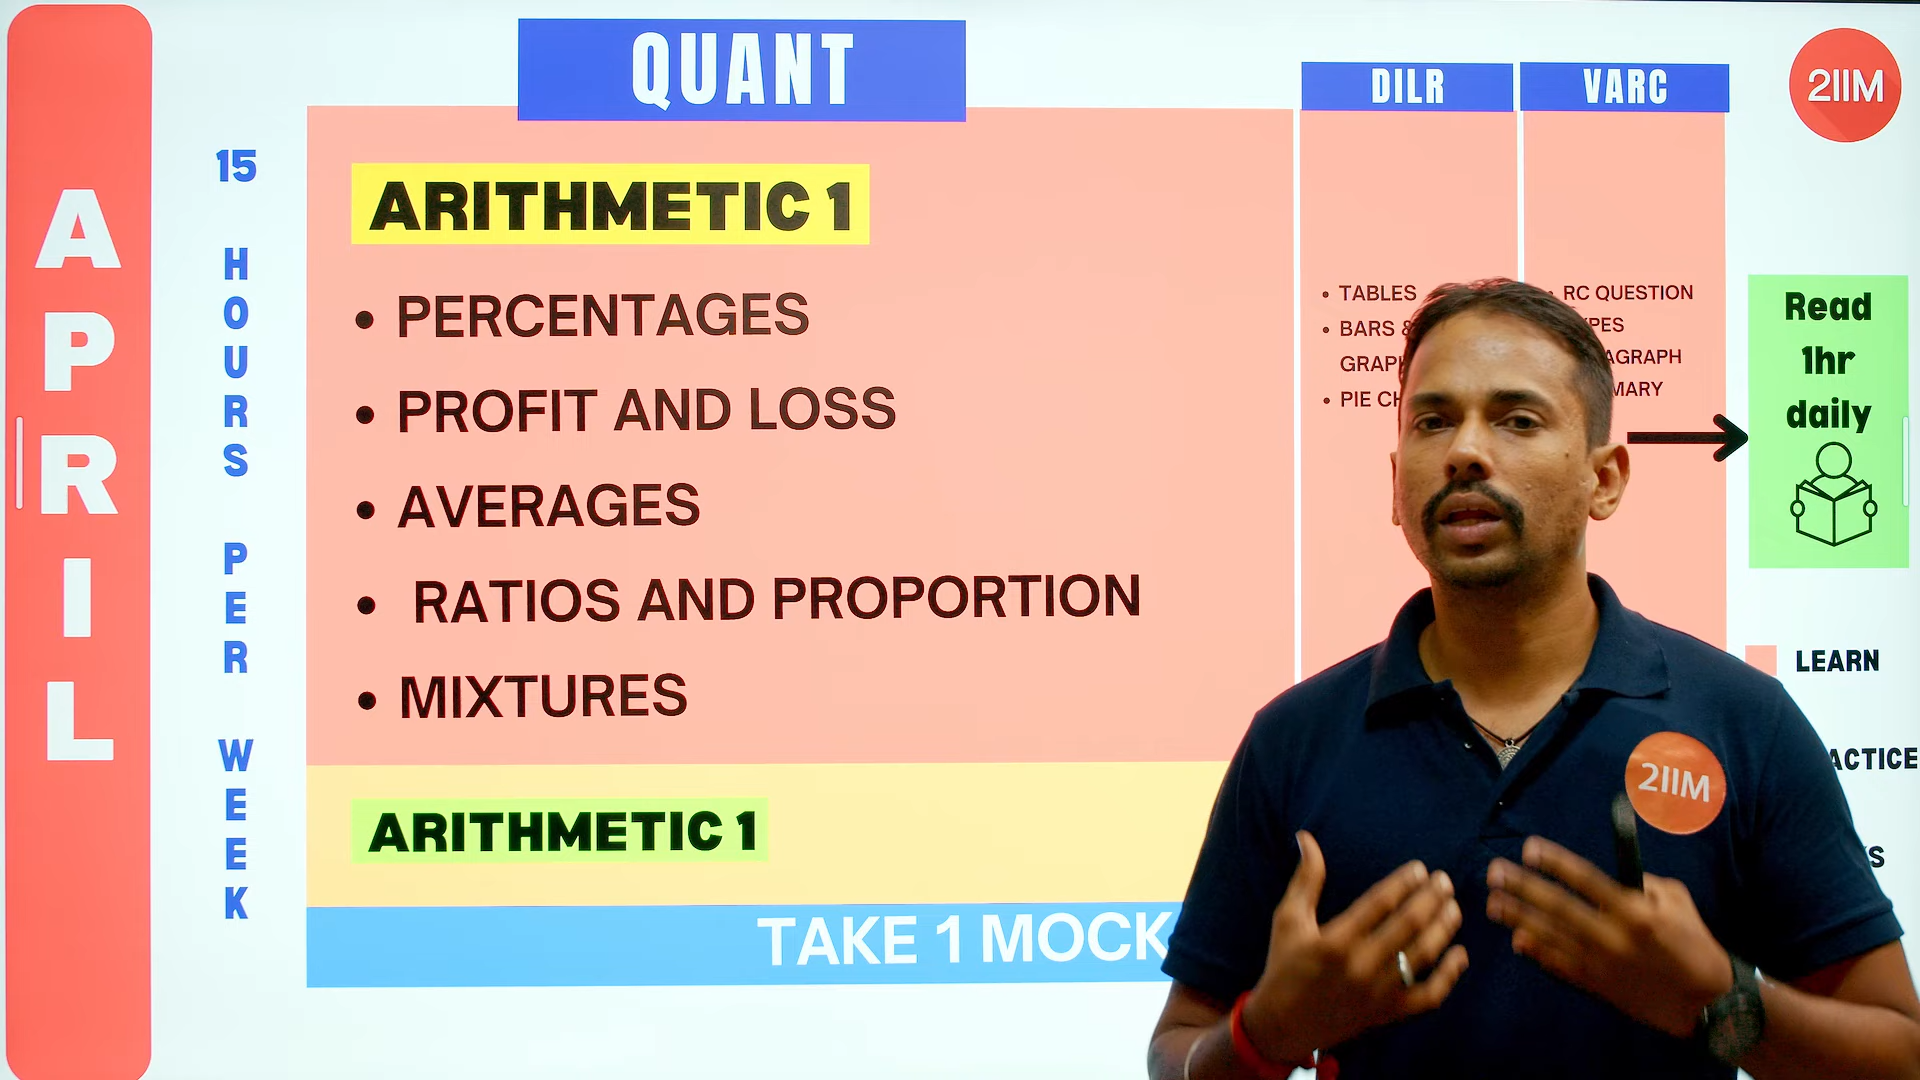 APRIL
15 HOURS PER WEEK
QUANT
ARITHMETIC 1
• PERCENTAGES
• PROFIT AND LOSS
• AVERAGES
• RATIOS AND PROPORTION
• MIXTURES
ARITHMETIC 1
TAKE 1 MOCK
DILR
• TABLES
• BARS
• PIE
VARC
• RC QUESTION
2IIM
Read
1hr
daily
LEARN
2IIM